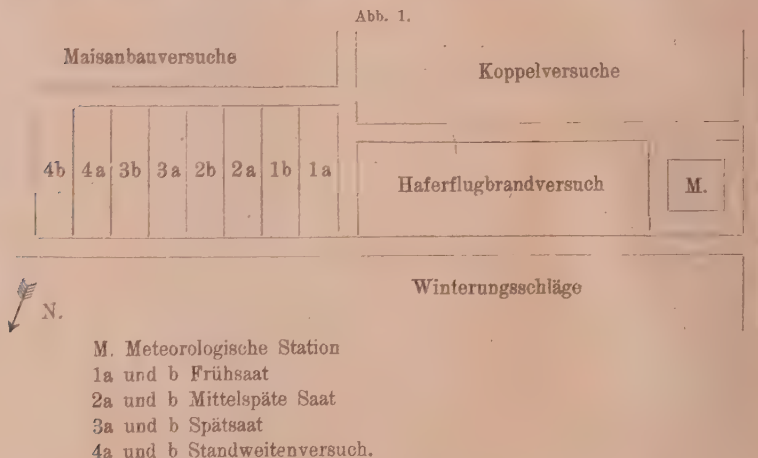 Abb. 1.
Maisanbauversuche
Koppelversuche
4b 4a 3b 3a 2b 2a 1b 1a
Haferflugbrandversuch
M.
Winterungsschläge
N.
M. Meteorologische Station
1a und b Frühsaat
2a und b Mittelspäte Saat
3a und b Spätsaat
4a und b Standweitenversuch.